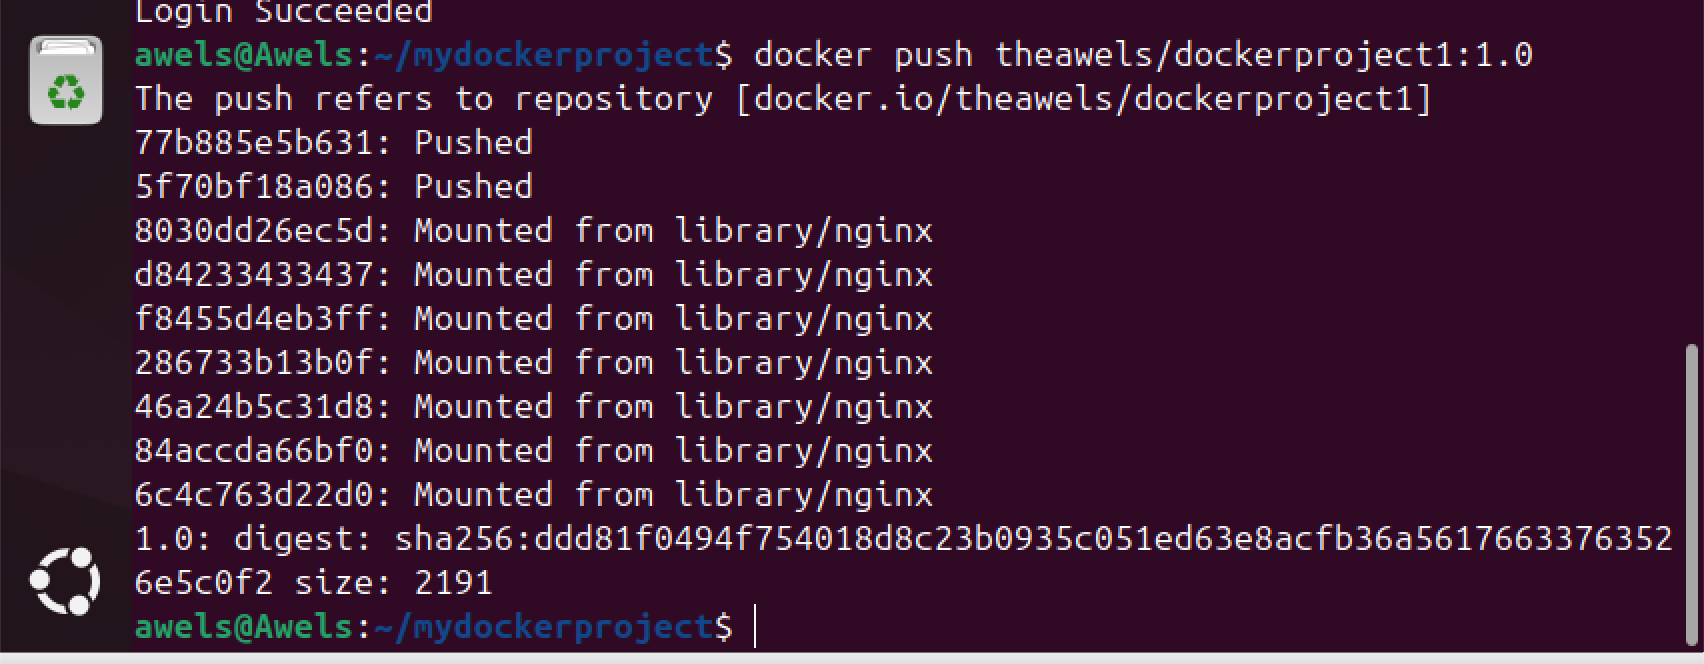 Login Succeeded
awels@Awels:~/mydockerproject$ docker push theawels/dockerproject1:1.0
The push refers to repository [docker.io/theawels/dockerproject1]
77b885e5b631: Pushed
5f70bf18a086: Pushed
8030dd26ec5d: Mounted from library/nginx
d84233433437: Mounted from library/nginx
f8455d4eb3ff: Mounted from library/nginx
286733b13b0f: Mounted from library/nginx
46a24b5c31d8: Mounted from library/nginx
84accda66bf0: Mounted from library/nginx
6c4c763d22d0: Mounted from library/nginx
1.0: digest: sha256:ddd81f0494f754018d8c23b0935c051ed63e8acfb36a5617663376352
6e5c0f2 size: 2191
awels@Awels:~/mydockerproject$